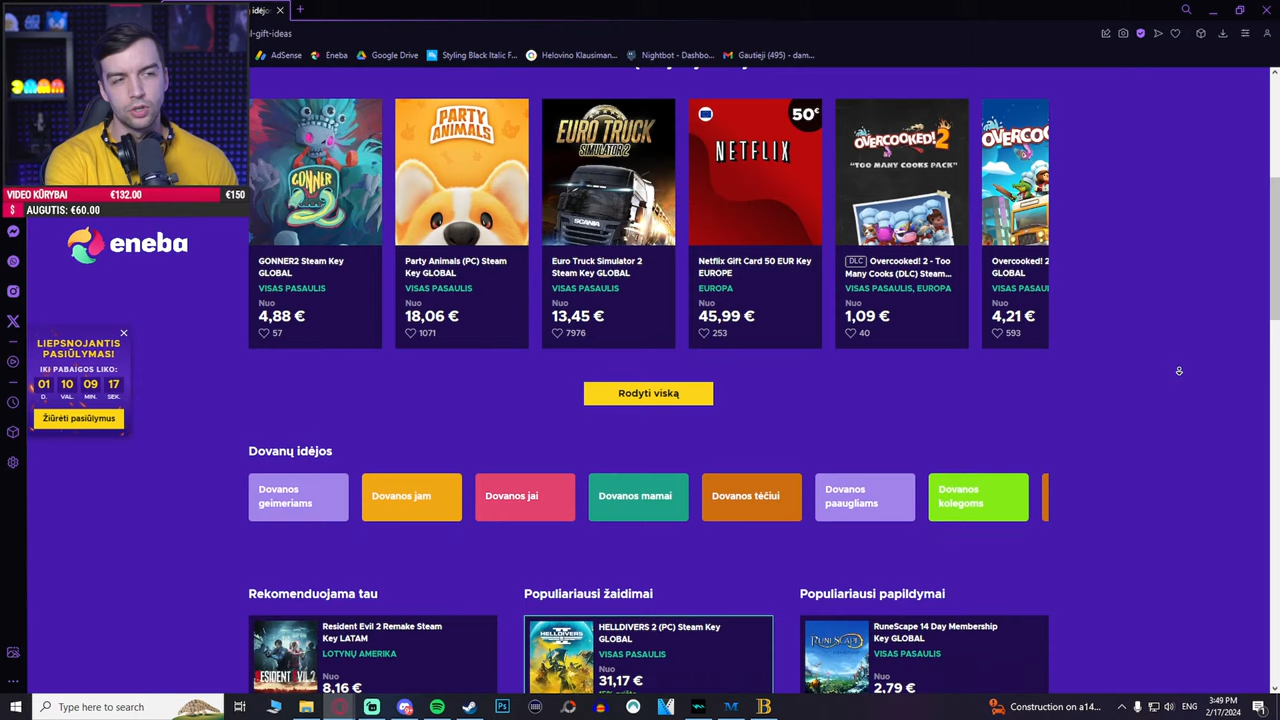 idėjo
l-gift-ideas
AdSense
Eneba
Google Drive
Styling Black Italic F...
Helovino Klausiman...
Nightbot - Dashbo...
Gautieji (95) - dam...
VIDEO KŪRYBAI €132.00 €150
$ AUGUTIS: €60.00
eneba
LIEPSNOJANTIS
PASIŪLYMAS!
IKI PABAIGOS LIKO:
01 10 09 17
D. VAL. MIN. SEK.
Žiūrėti pasiūlymus
GONNER
2
GONNER2 Steam Key
GLOBAL
VISAS PASAULIS
Nuo
4,88 €
57
PARTY
ANIMALS
Party Animals (PC) Steam
Key GLOBAL
VISAS PASAULIS
Nuo
18,06 €
1071
EURO TRUCK
SIMULATOR 2
SCANIA
Euro Truck Simulator 2
Steam Key GLOBAL
VISAS PASAULIS
Nuo
13,45 €
7976
50€
NETFLIX
Netflix Gift Card 50 EUR Key
EUROPE
EUROPA
Nuo
45,99 €
253
OVERCOOKED! 2
"TOO MANY COOKS PACK"
DLC Overcooked! 2 - Too
Many Cooks (DLC) Steam...
VISAS PASAULIS, EUROPA
Nuo
1,09 €
40
OVERCOO
Overcooked! 2
GLOBAL
VISAS PASAUL
Nuo
4,21 €
593
Rodyti viską
Dovanų idėjos
Dovanos
geimeriams
Dovanos jam
Dovanos jai
Dovanos mamai
Dovanos tėčiui
Dovanos
paaugliams
Dovanos
kolegoms
Rekomenduojama tau
RESIDENT EVIL 2
Resident Evil 2 Remake Steam
Key LATAM
LOTYNŲ AMERIKA
Nuo
8,16 €
Populiariausi žaidimai
HELLDIVERS
HELLDIVERS 2 (PC) Steam Key
GLOBAL
VISAS PASAULIS
Nuo
31,17 €
Populiariausi papildymai
RUNESCAPE
RuneScape 14 Day Membership
Key GLOBAL
VISAS PASAULIS
Nuo
2,79 €
Type here to search
Construction on a14...
3:49 PM
2/17/2024